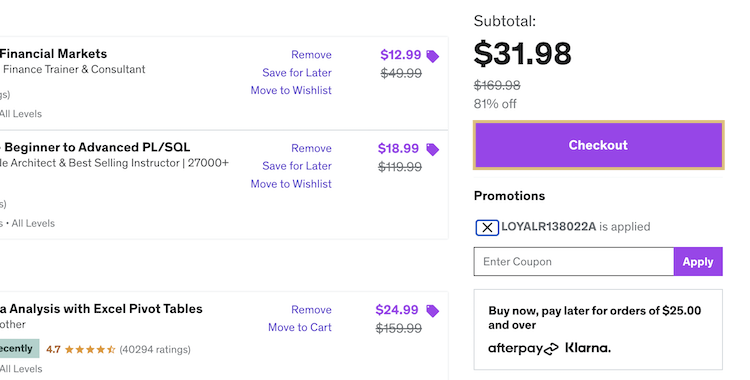 Financial Markets
Finance Trainer & Consultant
gs)
All Levels
Remove
Save for Later
Move to Wishlist
$12.99
$49.99
Beginner to Advanced PL/SQL
le Architect & Best Selling Instructor | 27000+
s)
s • All Levels
Remove
Save for Later
Move to Wishlist
$18.99
$119.99
a Analysis with Excel Pivot Tables
other
ecently 4.7 (40294 ratings)
All Levels
Remove
Move to Cart
$24.99
$159.99
Subtotal:
$31.98
$169.98
81% off
Checkout
Promotions
LOYALR138022A is applied
Enter Coupon
Apply
Buy now, pay later for orders of $25.00
and over
afterpay Klarna.